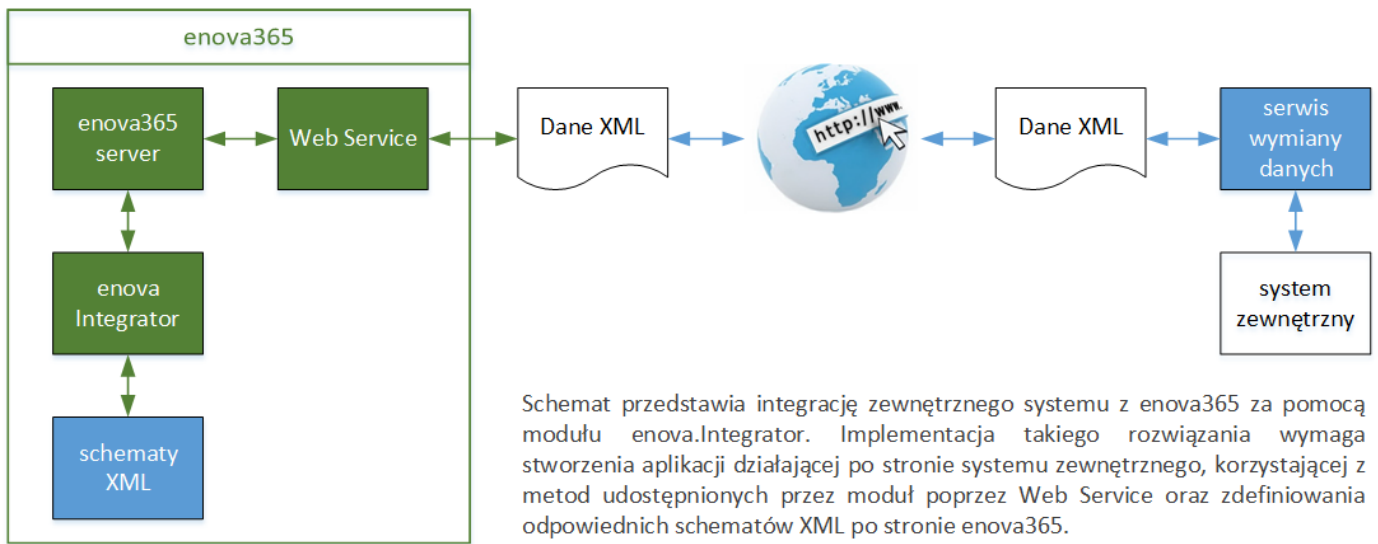 enova365
enova365
server
Web Service
Dane XML
http://www.
Dane XML
serwis
wymiany
danych
enova
Integrator
system
zewnętrzny
schematy
XML
Schemat przedstawia integrację zewnętrznego systemu z enova365 za pomocą
modułu enova.Integrator. Implementacja takiego rozwiązania wymaga
stworzenia aplikacji działającej po stronie systemu zewnętrznego, korzystającej z
metod udostępnionych przez moduł poprzez Web Service oraz zdefiniowania
odpowiednich schematów XML po stronie enova365.